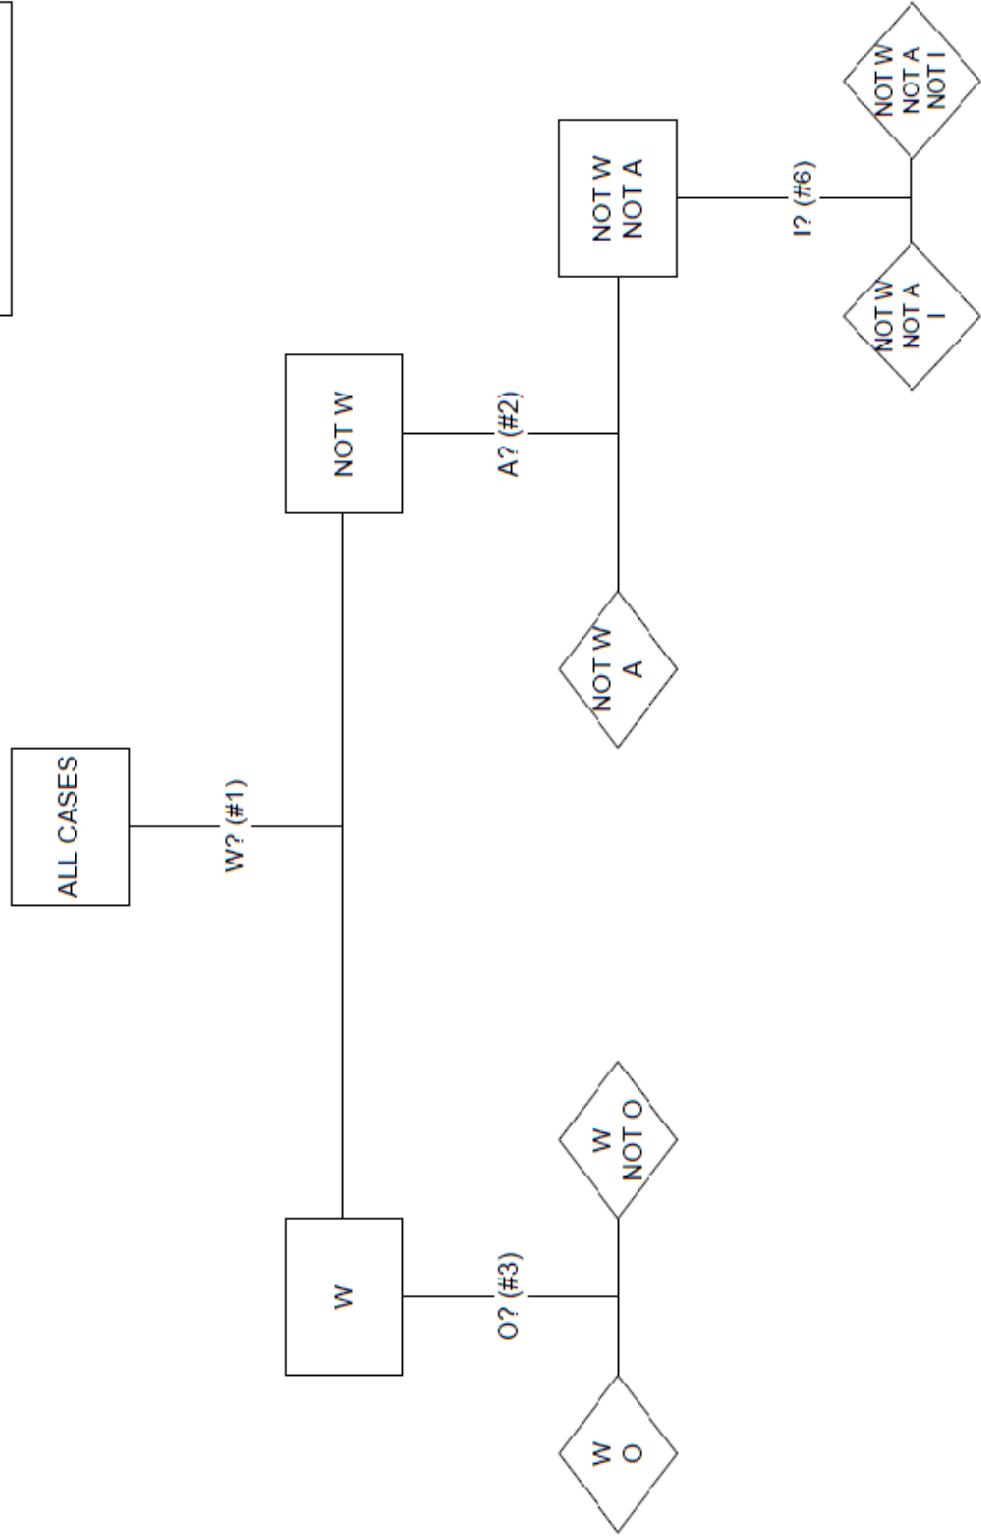 ALL CASES
W? (#1)
W
NOT W
O? (#3)
A? (#2)
W
O
W
NOT O
NOT W
A
NOT W
NOT A
I? (#6)
NOT W
NOT A
I
NOT W
NOT A
NOT I